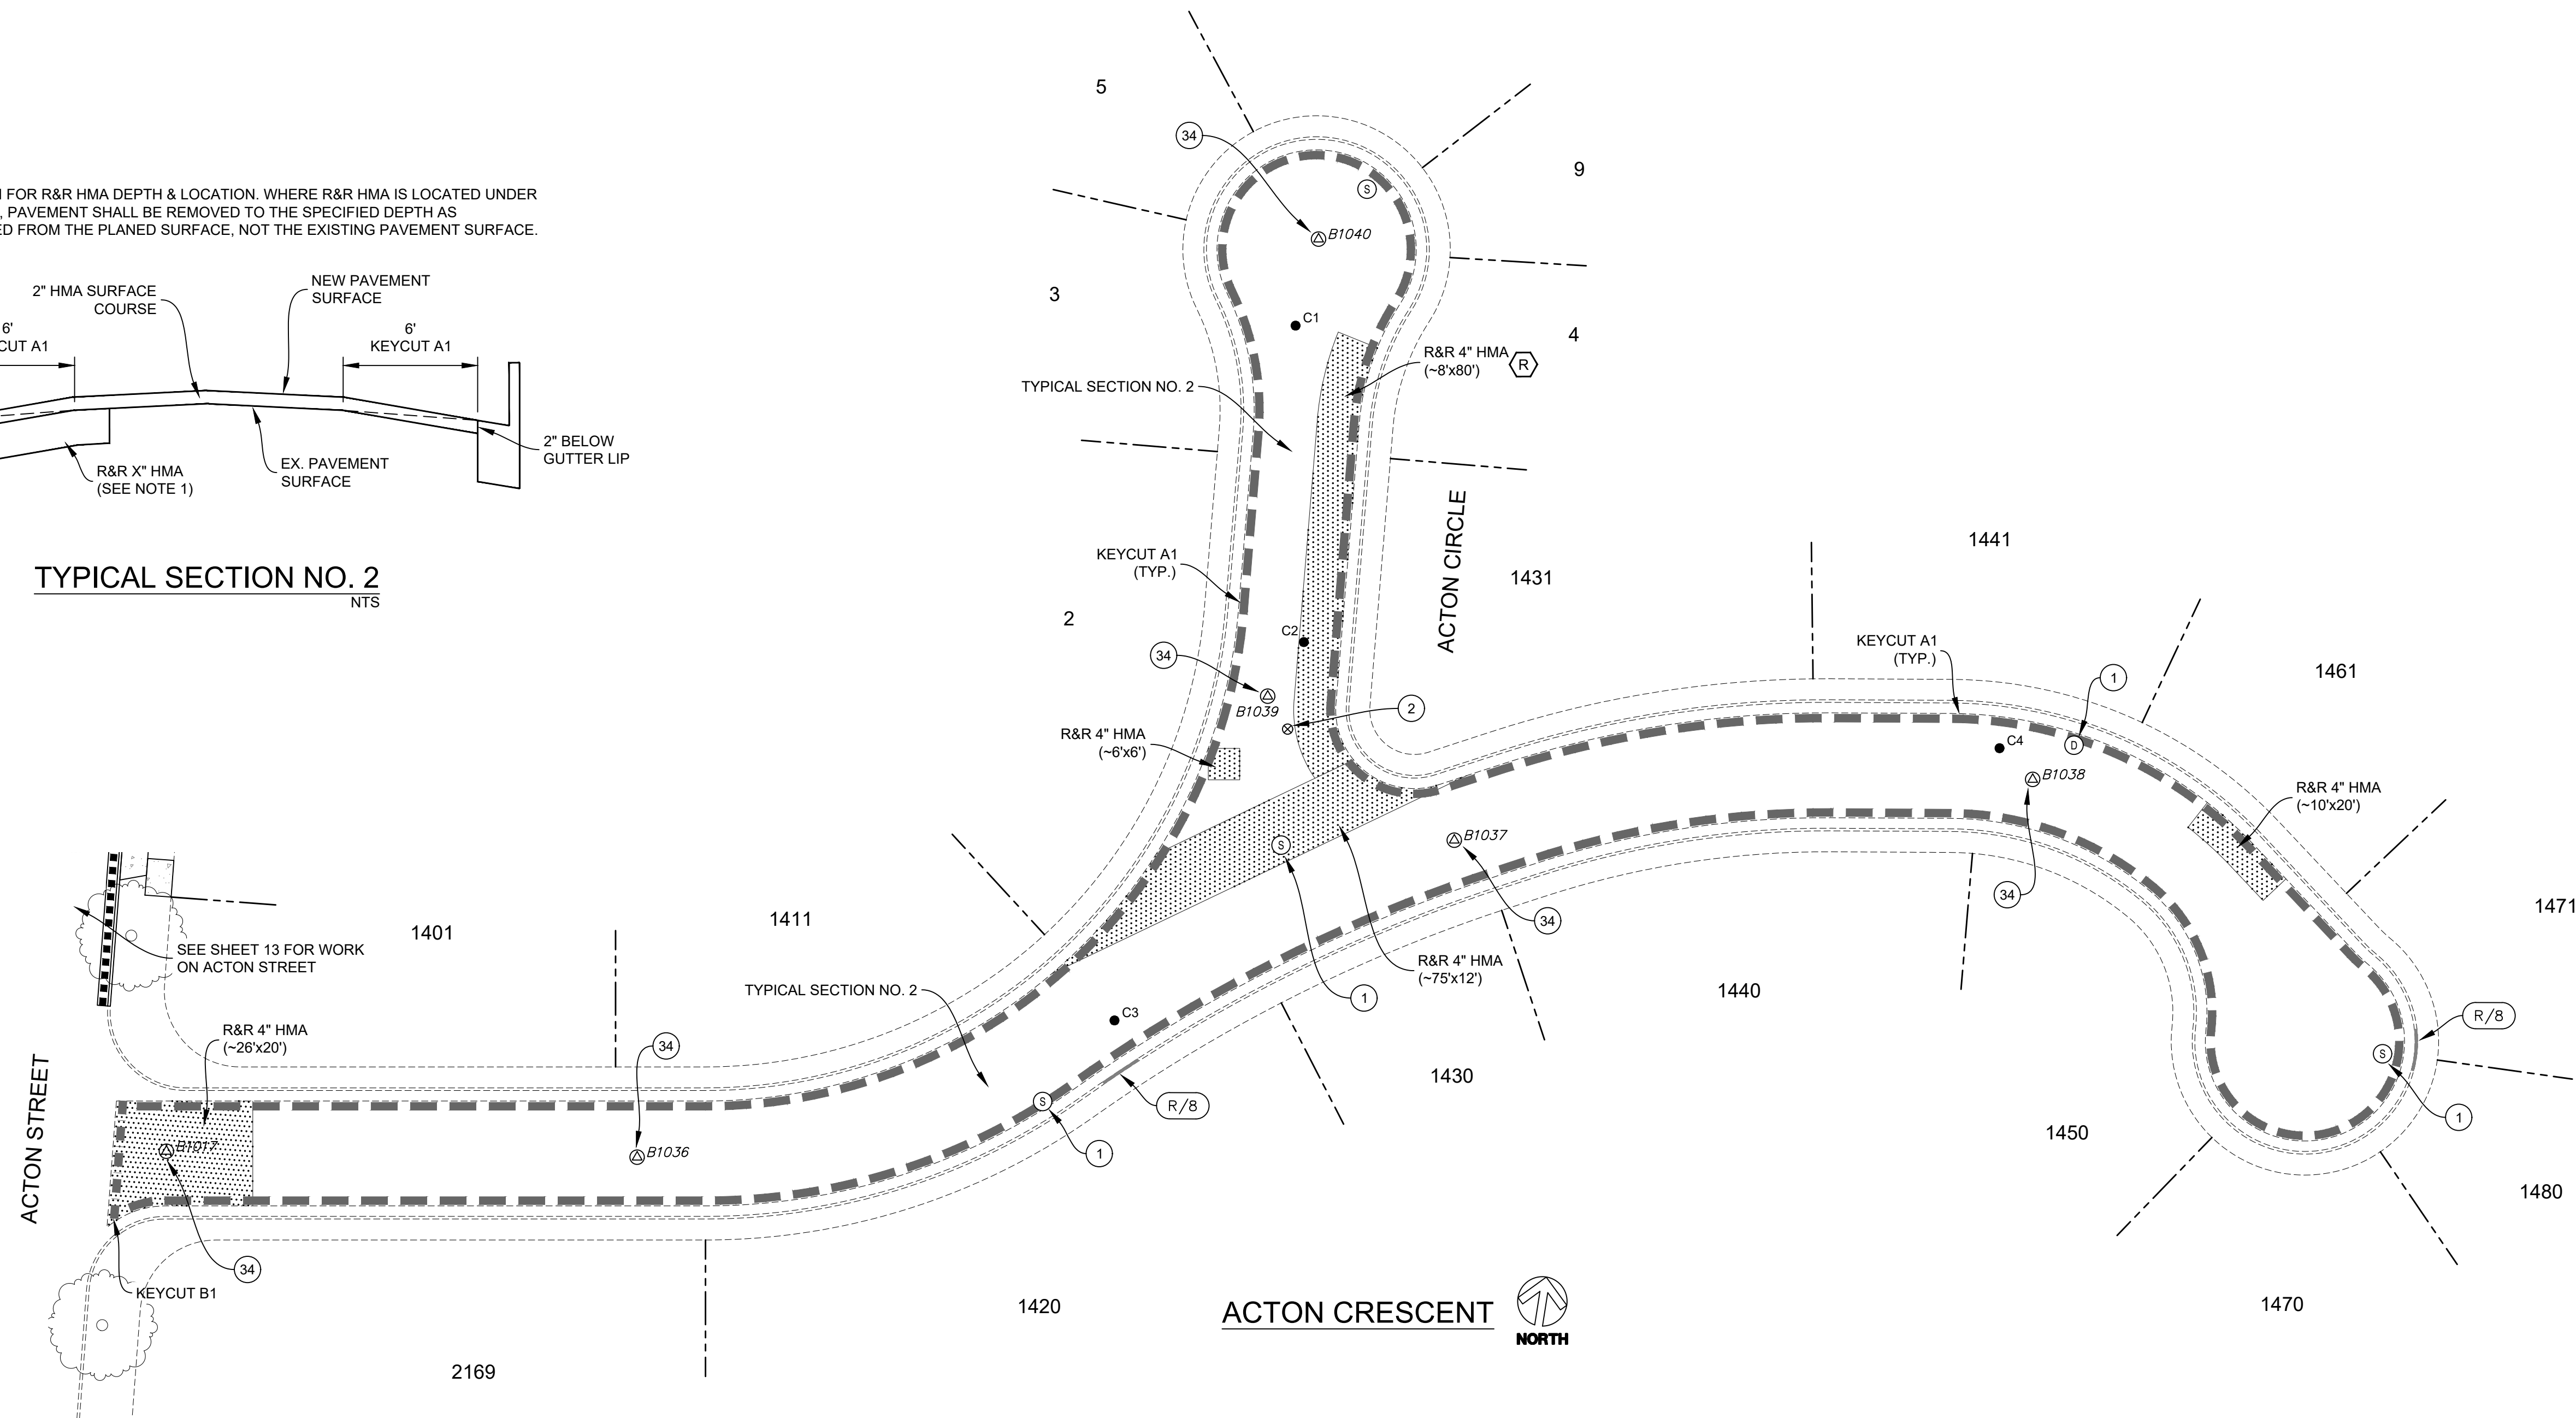 FOR R&R HMA DEPTH & LOCATION. WHERE R&R HMA IS LOCATED UNDER
, PAVEMENT SHALL BE REMOVED TO THE SPECIFIED DEPTH AS
ED FROM THE PLANED SURFACE, NOT THE EXISTING PAVEMENT SURFACE.
2" HMA SURFACE
COURSE
NEW PAVEMENT
SURFACE
6'
CUT A1
6'
KEYCUT A1
R&R X" HMA
(SEE NOTE 1)
EX. PAVEMENT
SURFACE
2" BELOW
GUTTER LIP
TYPICAL SECTION NO. 2
NTS
5
34
9
S
B1040
3
C1
4
R&R 4" HMA
(~8'x80')
R
TYPICAL SECTION NO. 2
ACTON CIRCLE
KEYCUT A1
(TYP.)
1431
1441
2
C2
34
B1039
2
R&R 4" HMA
(~6'x6')
KEYCUT A1
(TYP.)
1
1461
C4
D
B1038
34
R&R 4" HMA
(~10'x20')
S
B1037
34
R&R 4" HMA
(~75'x12')
1
1401
1411
1440
1471
SEE SHEET 13 FOR WORK
ON ACTON STREET
TYPICAL SECTION NO. 2
C3
R&R 4" HMA
(~26'x20')
34
ACTON STREET
B1017
B1036
S
1
R/8
1430
R/8
S
1
1450
1480
34
KEYCUT B1
1420
ACTON CRESCENT
NORTH
1470
2169